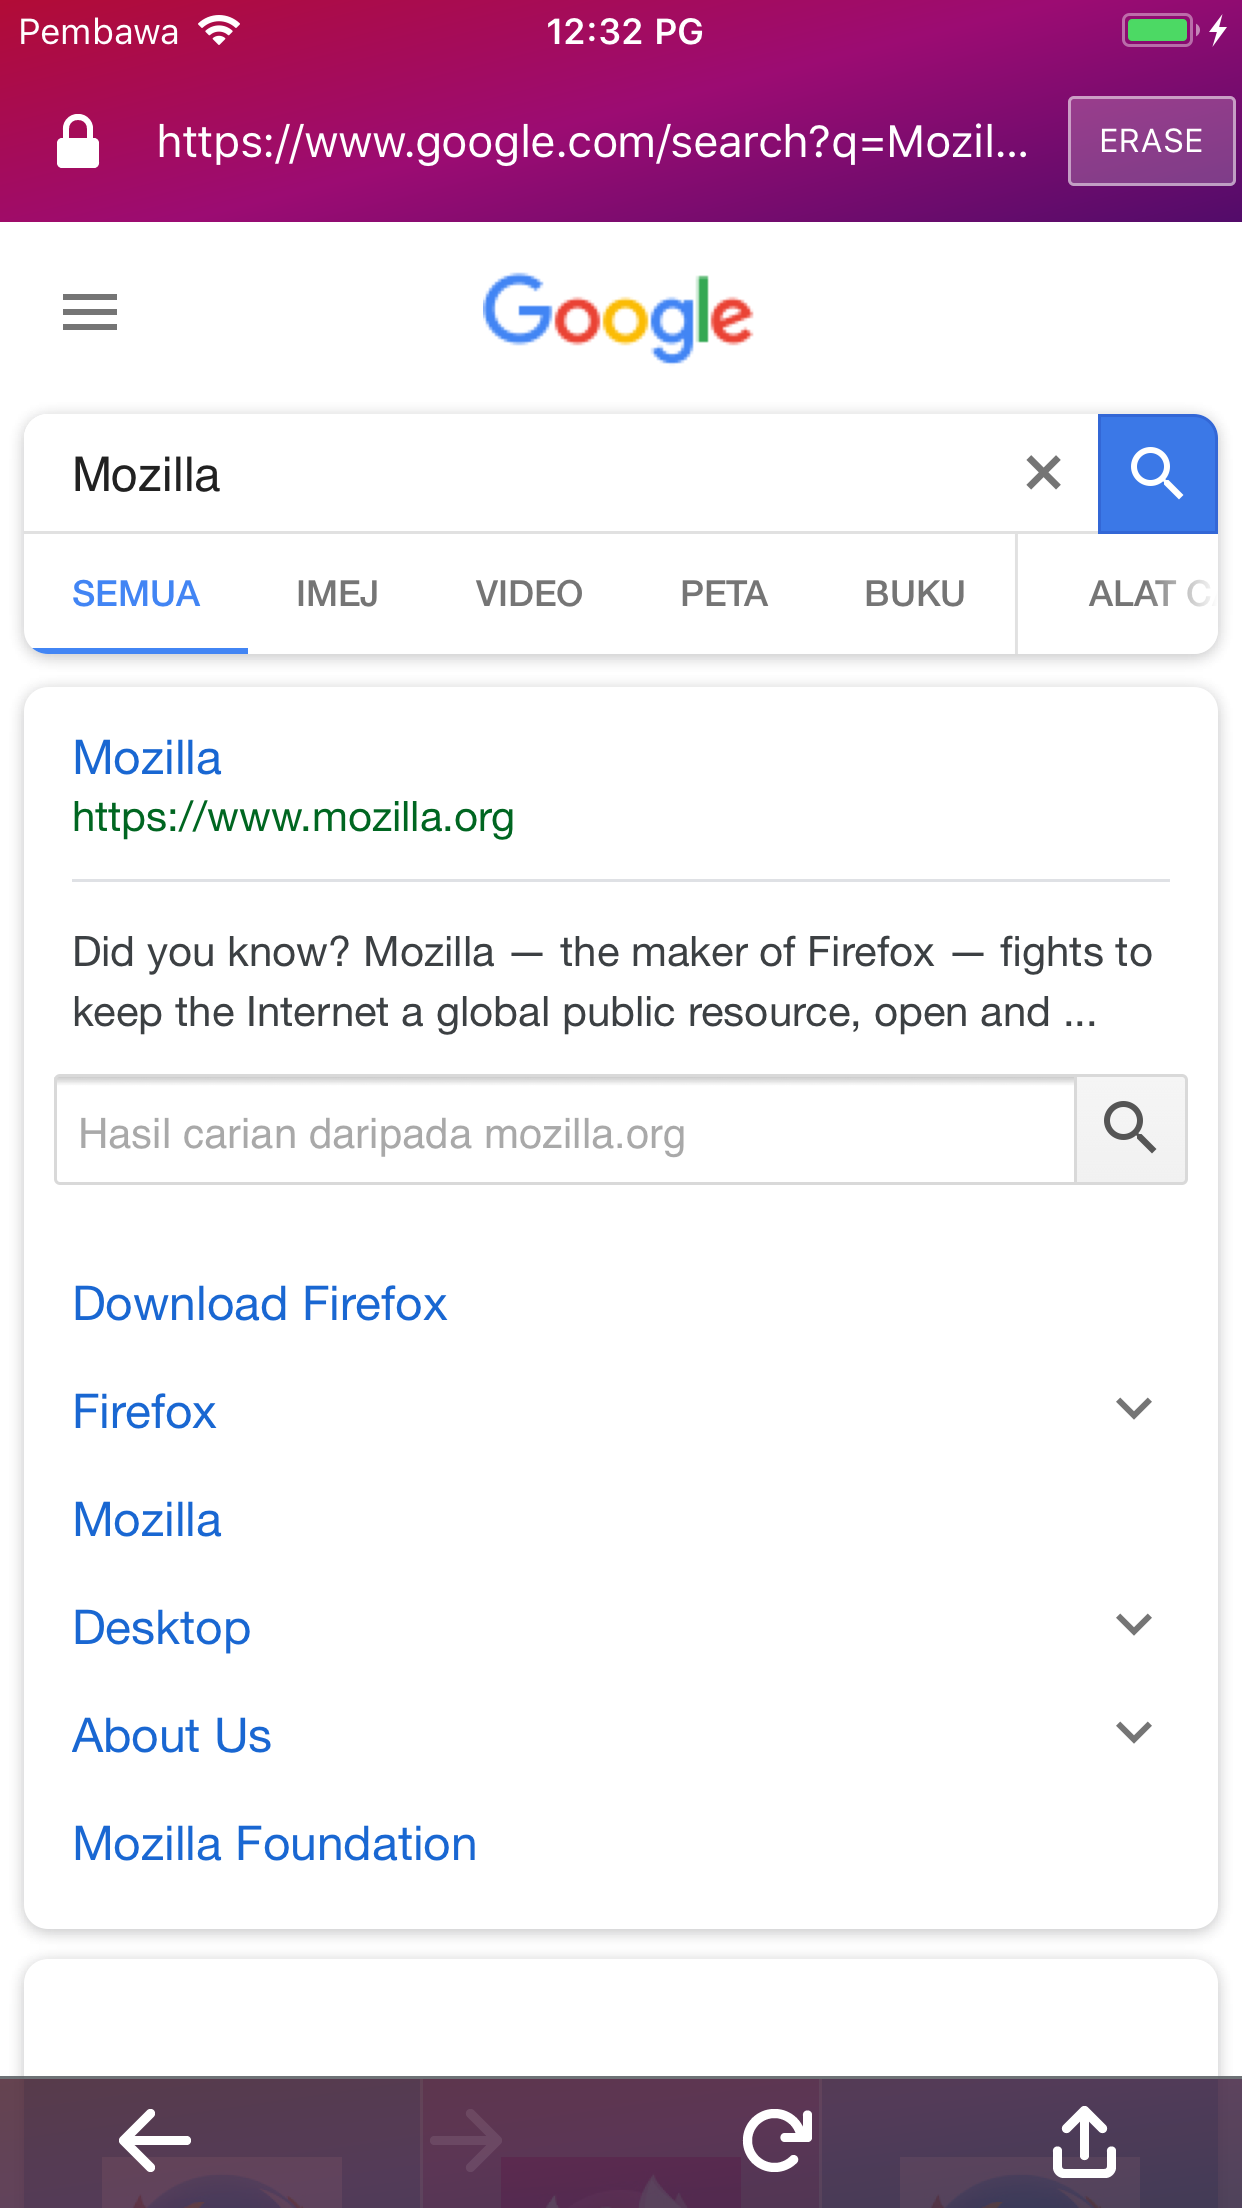 Pembawa
12:32 PG
https://www.google.com/search?q=Mozil...
ERASE
Google
Mozilla
SEMUA
IMEJ
VIDEO
PETA
BUKU
ALAT
Mozilla
https://www.mozilla.org
Did you know? Mozilla — the maker of Firefox — fights to
keep the Internet a global public resource, open and ...
Hasil carian daripada mozilla.org
Download Firefox
Firefox
Mozilla
Desktop
About Us
Mozilla Foundation